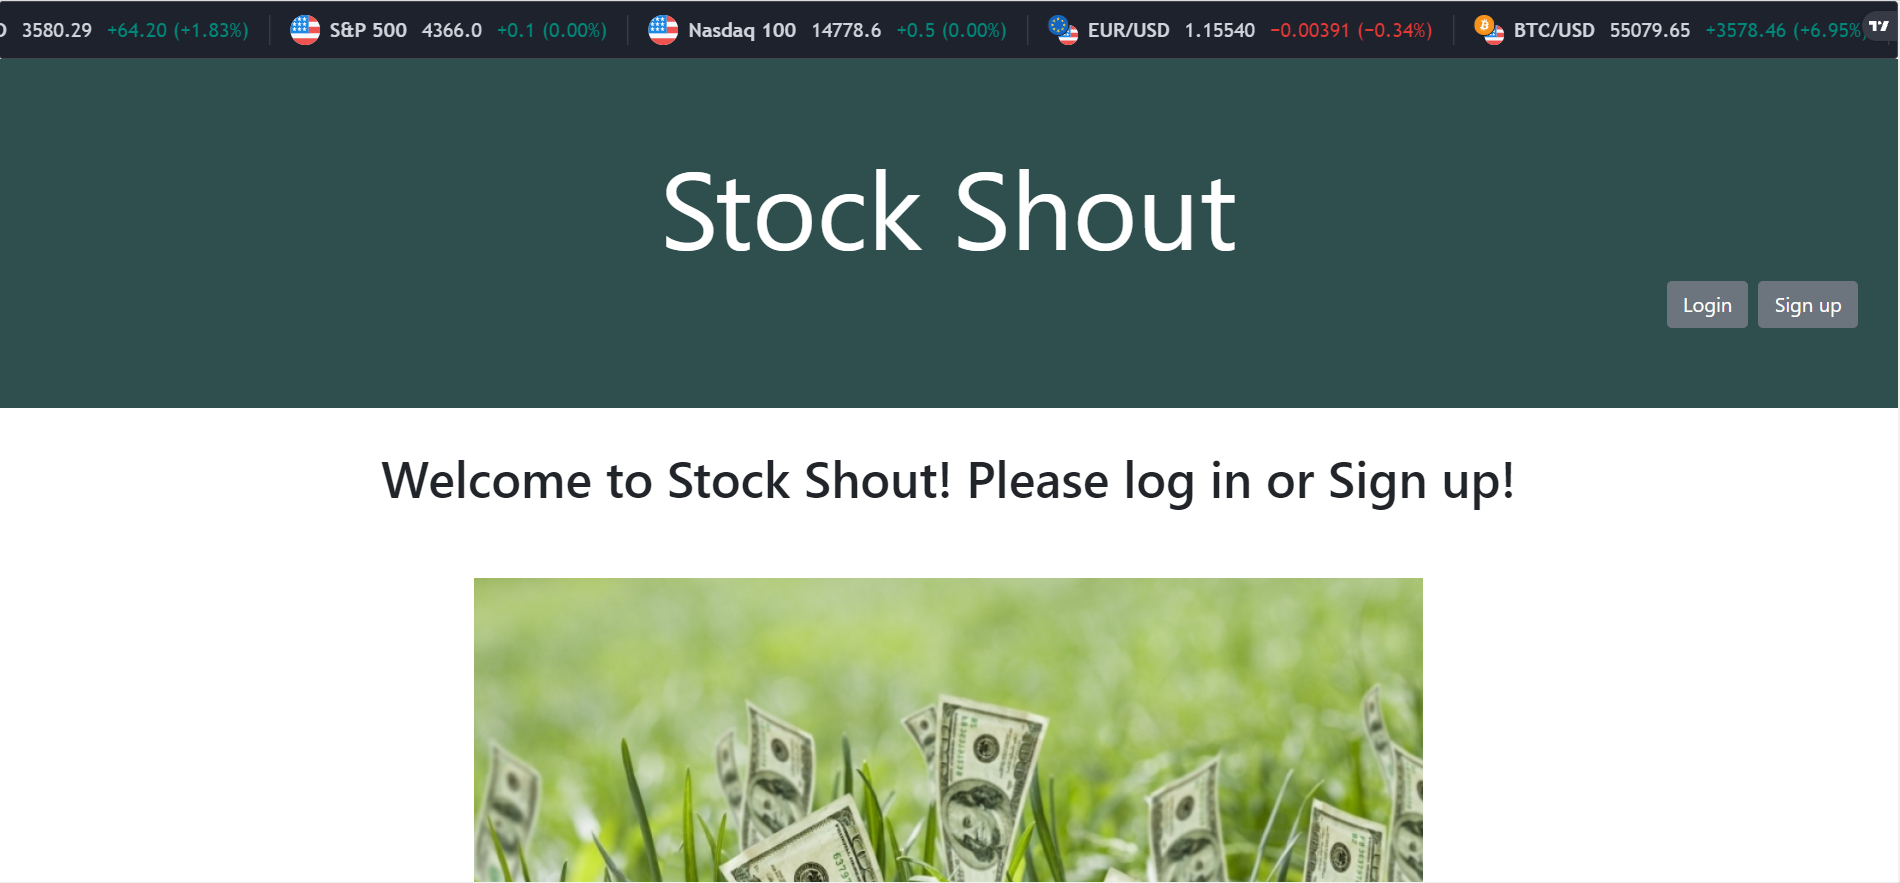 3580.29 +64.20 (+1.83%) S&P 500 4366.0 +0.1 (0.00%) Nasdaq 100 14778.6 +0.5 (0.00%) EUR/USD 1.15540 −0.00391 (−0.34%) BTC/USD 55079.65 +3578.46 (+6.95%)
Stock Shout
Login Sign up
Welcome to Stock Shout! Please log in or Sign up!